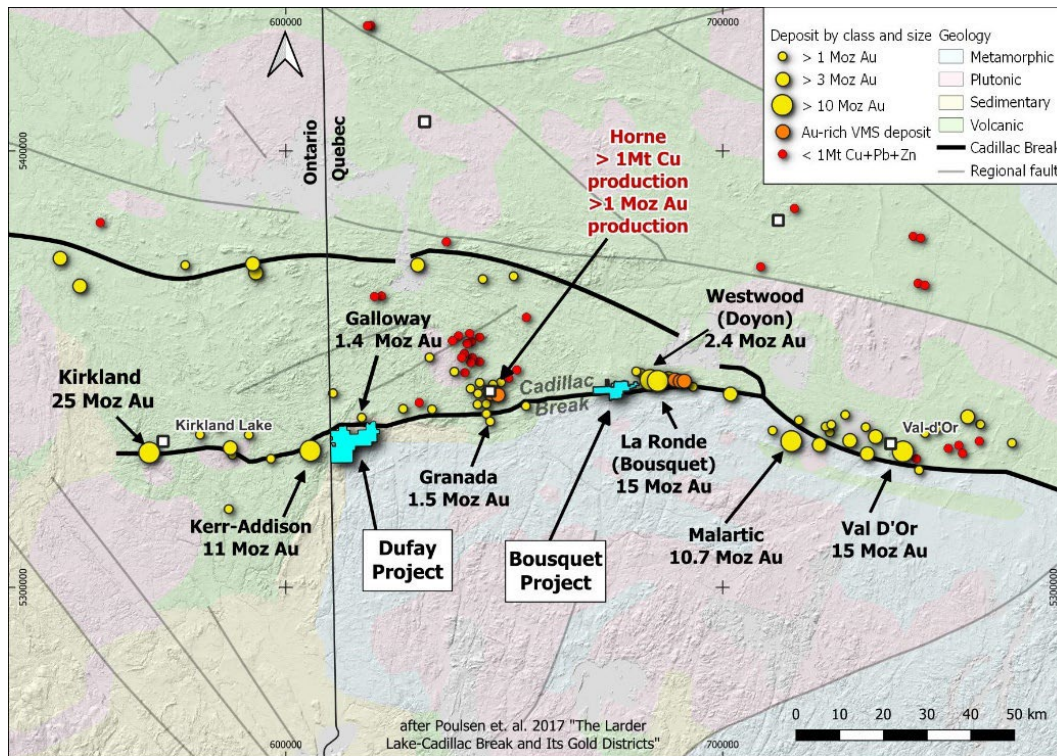 600000
700000
5400000
5300000
5300000
Ontario
Quebec
Deposit by class and size
> 1 Moz Au
> 3 Moz Au
> 10 Moz Au
Au-rich VMS deposit
< 1Mt Cu+Pb+Zn
Geology
Metamorphic
Plutonic
Sedimentary
Volcanic
Cadillac Break
Regional fault
Horne
> 1Mt Cu
production
>1 Moz Au
production
Galloway
1.4 Moz Au
Westwood
(Doyon)
2.4 Moz Au
Kirkland
25 Moz Au
Kirkland Lake
Cadillac
Break
Val-d'Or
Kerr-Addison
11 Moz Au
Granada
1.5 Moz Au
La Ronde
(Bousquet)
15 Moz Au
Malartic
10.7 Moz Au
Val D'Or
15 Moz Au
Dufay
Project
Bousquet
Project
after Poulsen et. al. 2017 "The Larder
Lake-Cadillac Break and Its Gold Districts"
0 10 20 30 40 50 km
600000
700000